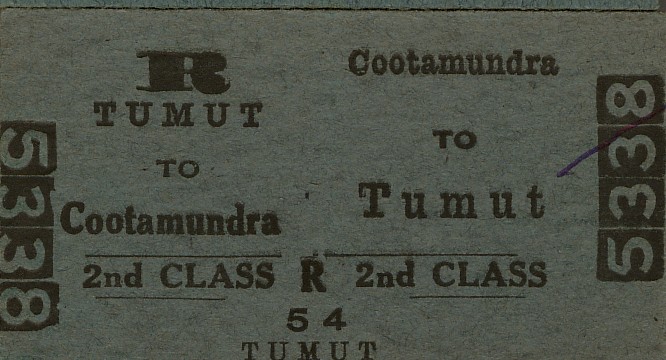 R
TUMUT
TO
Cootamundra
2nd CLASS
Cootamundra
TO
Tumut
2nd CLASS
R
54
TUMUT
5338
5338